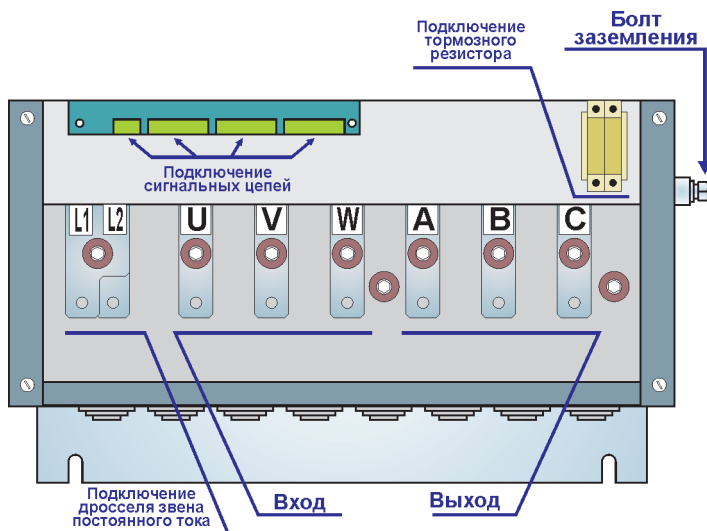 Подключение
тормозного
резистора
Болт
заземления
Подключение
сигнальных цепей
L1 L2 U V W A B C
Подключение
дросселя звена
постоянного тока
Вход
Выход